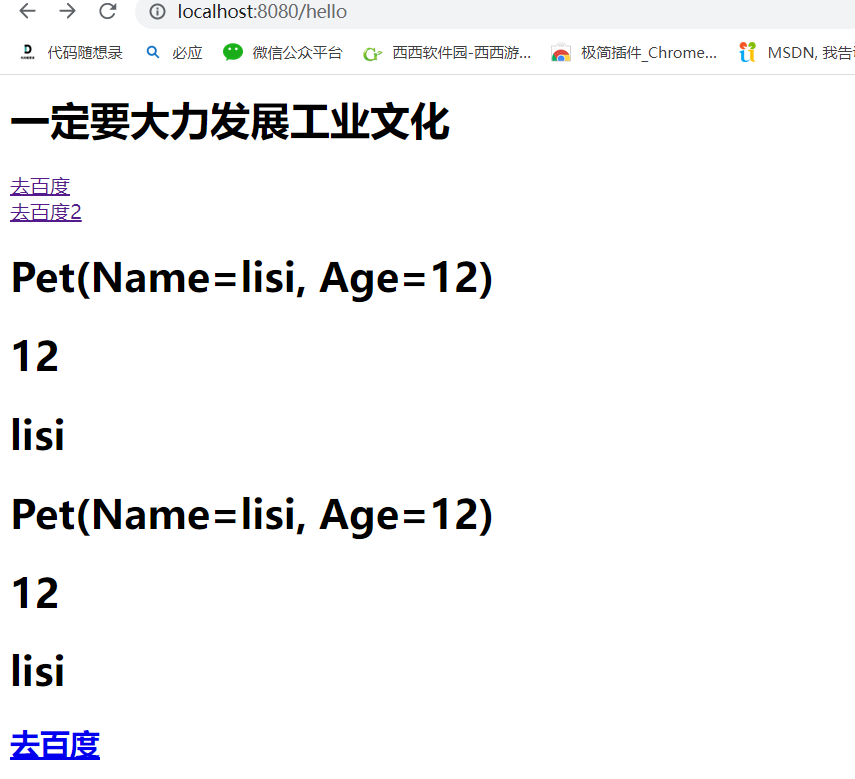 localhost:8080/hello
代码随想录 必应 微信公众平台 西西软件园-西西游... 极简插件_Chrome... MSDN, 我告
一定要大力发展工业文化
去百度
去百度2
Pet(Name=lisi, Age=12)
12
lisi
Pet(Name=lisi, Age=12)
12
lisi
去百度